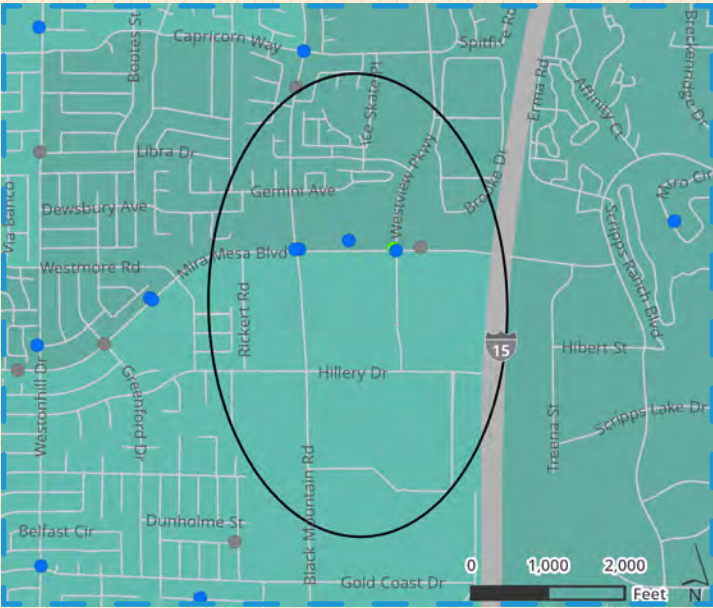 Bootes St
Capricorn Way
Spitfire Rd
Breckenridge Dr
Ice Skate Pl
Erma Rd
Affinity Ct
Libra Dr
Westview Pkwy
Brooke Dr
Myra Cir
Gemini Ave
Via Banco
Dewsbury Ave
Mira Mesa Blvd
Westmore Rd
Scripps Ranch Blvd
Rickert Rd
15
Hibert St
Hillery Dr
Westonhill Dr
Greenford Dr
Treena St
Scripps Lake Dr
Black Mountain Rd
Dunholme St
Belfast Cir
Gold Coast Dr
0 1,000 2,000
Feet
N